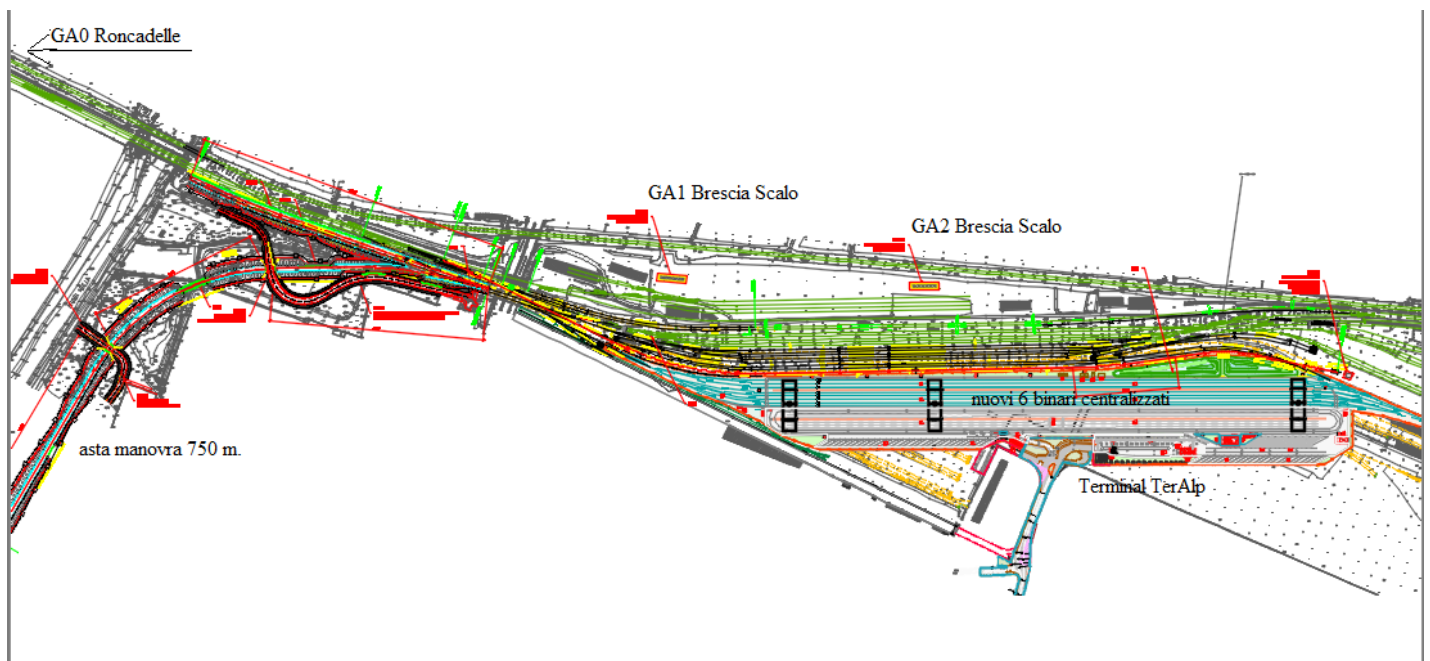 GA0 Roncadelle
GA1 Brescia Scalo
GA2 Brescia Scalo
nuovi 6 binari centralizzati
asta manovra 750 m.
Terminal TerAlp